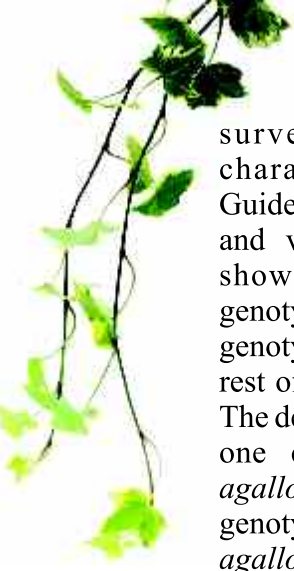 surve
chara
Guide
and v
show
genoty
genoty
rest of
The de
one
agallo
genoty
agallo